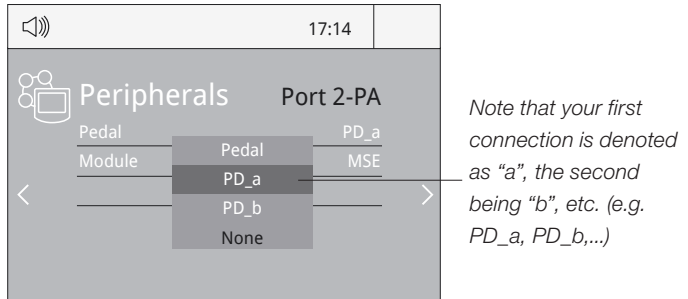 17:14
Peripherals Port 2-PA
Pedal PD_a
Module MSE
Pedal
PD_a
PD_b
None
Note that your first
connection is denoted
as “a”, the second
being “b”, etc. (e.g.
PD_a, PD_b,...)